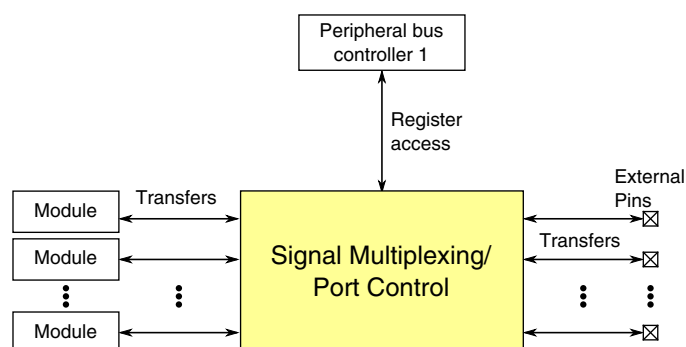 Peripheral bus
controller 1
Register
access
External
Pins
Module
Transfers
Signal Multiplexing/
Port Control
Transfers
Module
Module